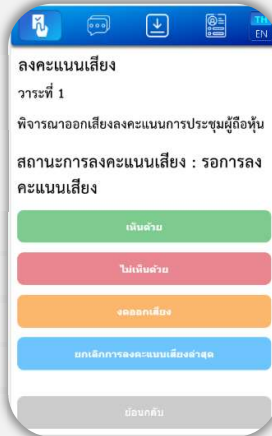 TH
EN
ลงคะแนนเสียง
วาระที่ 1
พิจารณาออกเสียงลงคะแนนการประชุมผู้ถือหุ้น
สถานะการลงคะแนนเสียง : รอการลง
คะแนนเสียง
เห็นด้วย
ไม่เห็นด้วย
งดออกเสียง
ยกเลิกการลงคะแนนเสียงล่าสุด
ย้อนกลับ